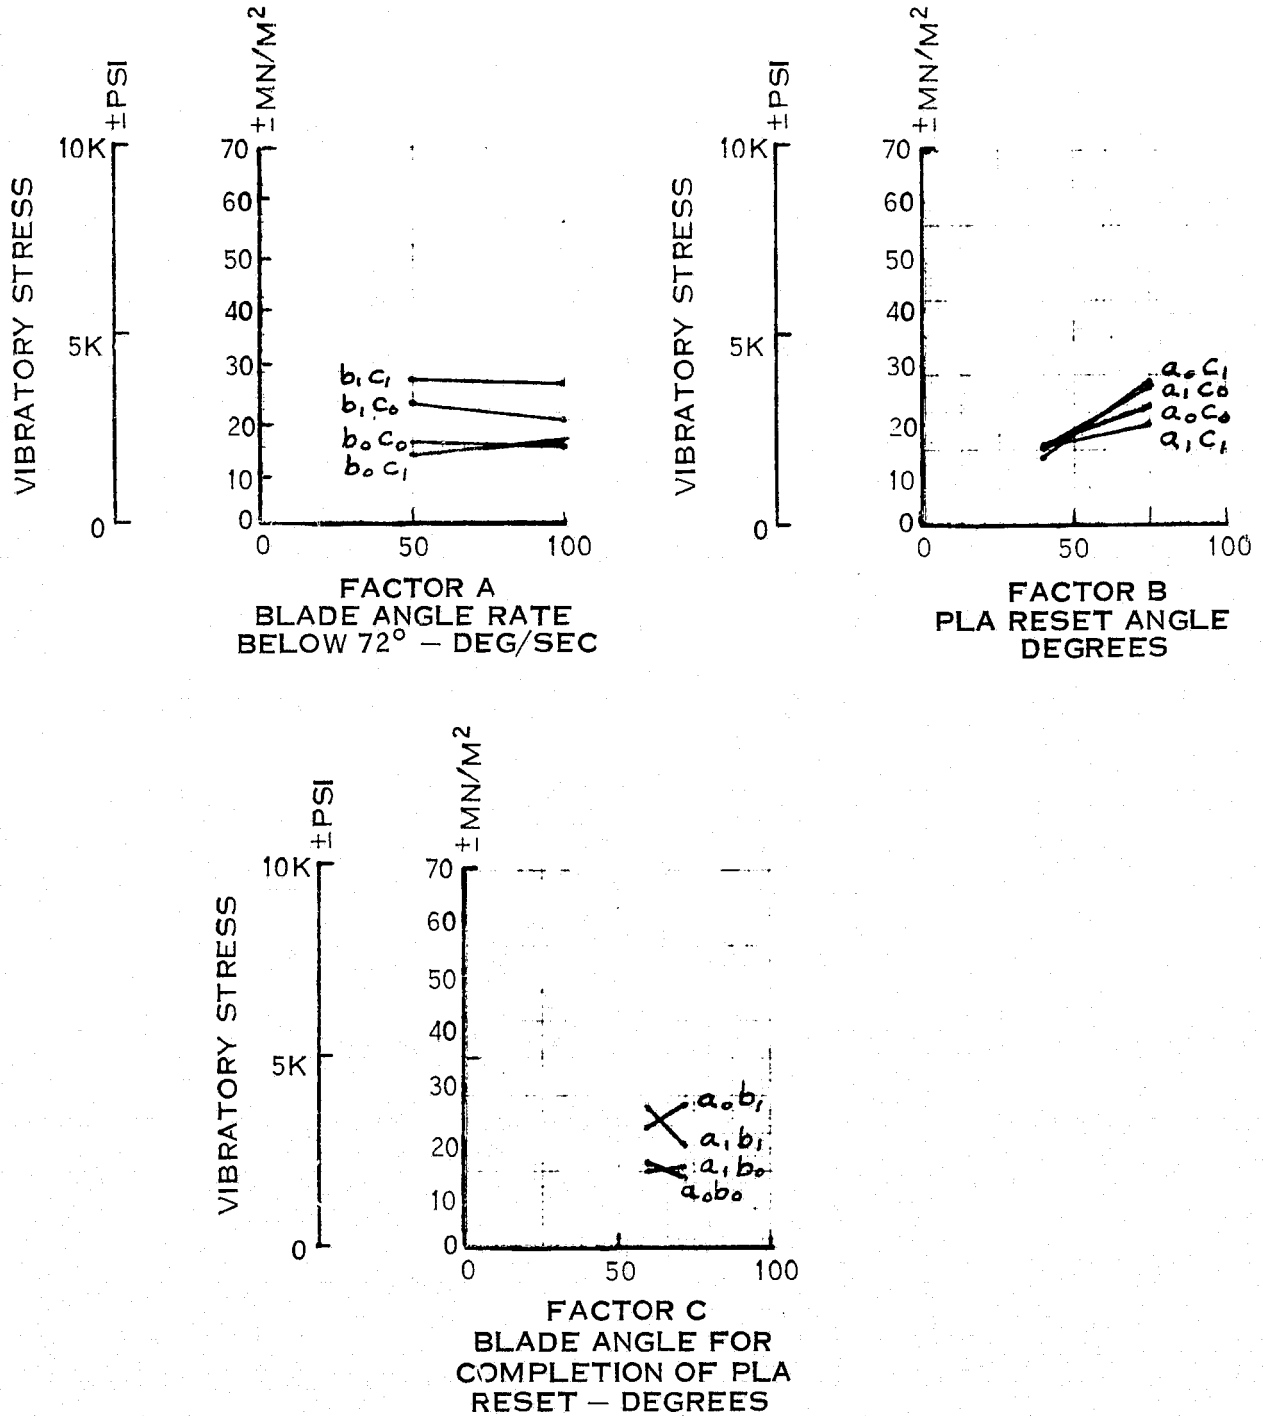 ±PSI
±MN/M²
10K
5K
0
VIBRATORY STRESS
70
60
50
40
30
20
10
0
b₁c₁
b₁c₀
b₀c₀
b₀c₁
0 50 100
FACTOR A
BLADE ANGLE RATE
BELOW 72° – DEG/SEC
±PSI
±MN/M²
10K
5K
0
VIBRATORY STRESS
70
60
50
40
30
20
10
0
a₀c₁
a₁c₀
a₀c₀
a₁c₁
0 50 100
FACTOR B
PLA RESET ANGLE
DEGREES
±PSI
±MN/M²
10K
5K
0
VIBRATORY STRESS
70
60
50
40
30
20
10
0
a₀b₁
a₁b₁
a₁b₀
a₀b₀
0 50 100
FACTOR C
BLADE ANGLE FOR
COMPLETION OF PLA
RESET – DEGREES